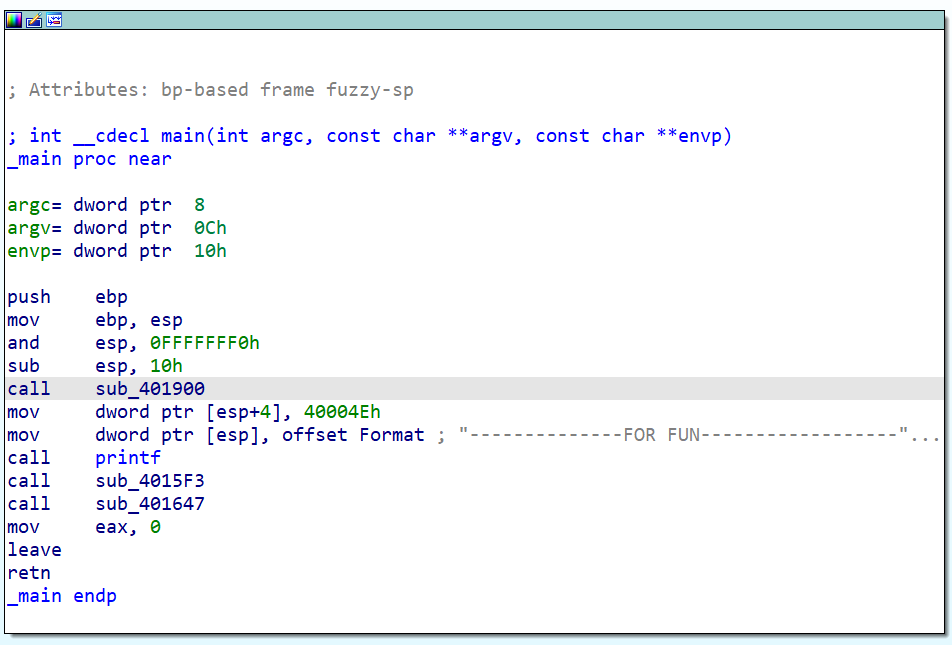 ; Attributes: bp-based frame fuzzy-sp
; int __cdecl main(int argc, const char **argv, const char **envp)
_main proc near
argc= dword ptr  8
argv= dword ptr  0Ch
envp= dword ptr  10h
push    ebp
mov     ebp, esp
and     esp, 0FFFFFFF0h
sub     esp, 10h
call    sub_401900
mov     dword ptr [esp+4], 40004Eh
mov     dword ptr [esp], offset Format ; "--------------FOR FUN------------------"...
call    printf
call    sub_4015F3
call    sub_401647
mov     eax, 0
leave
retn
_main endp